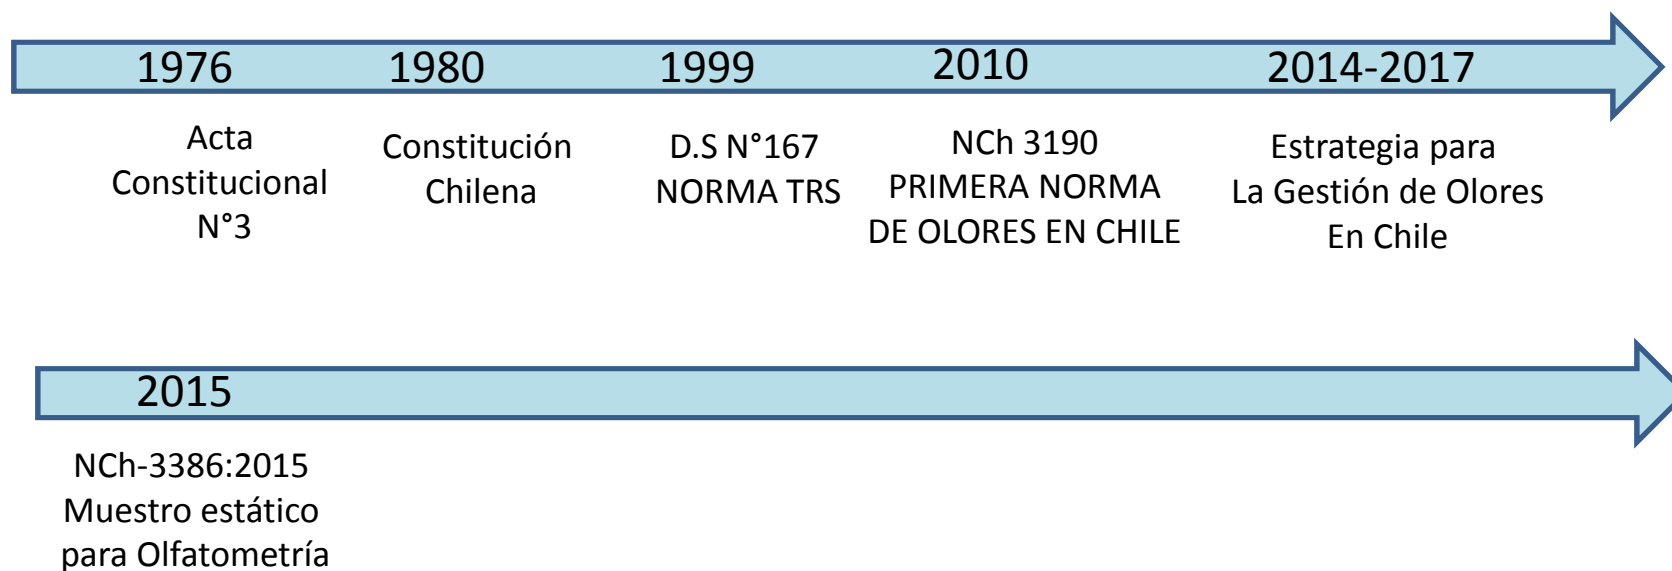 1976 1980 1999 2010 2014-2017
Acta
Constitucional
N°3
Constitución
Chilena
D.S N°167
NORMA TRS
NCh 3190
PRIMERA NORMA
DE OLORES EN CHILE
Estrategia para
La Gestión de Olores
En Chile
2015
NCh-3386:2015
Muestro estático
para Olfatometría